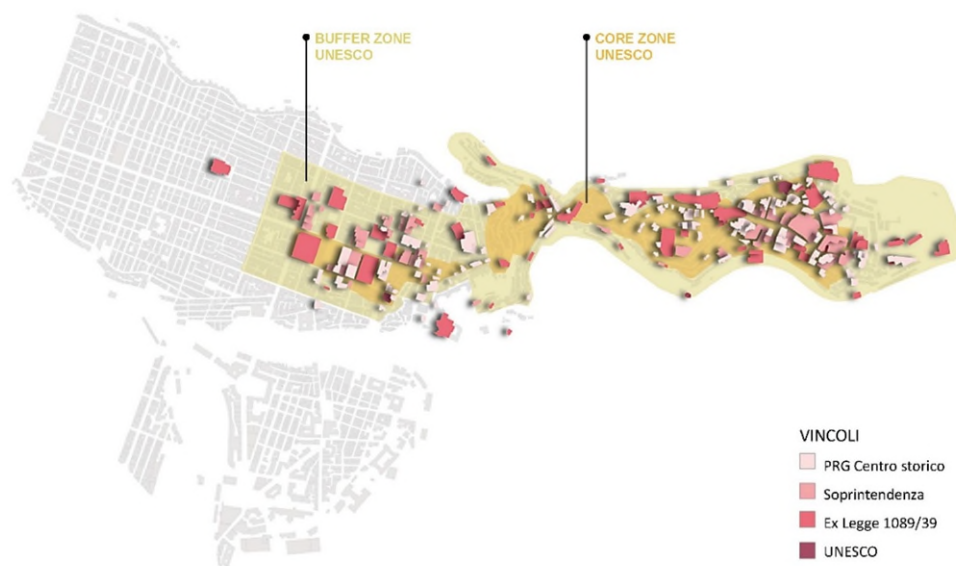 BUFFER ZONE
UNESCO
CORE ZONE
UNESCO
VINCOLI
PRG Centro storico
Soprintendenza
Ex Legge 1089/39
UNESCO